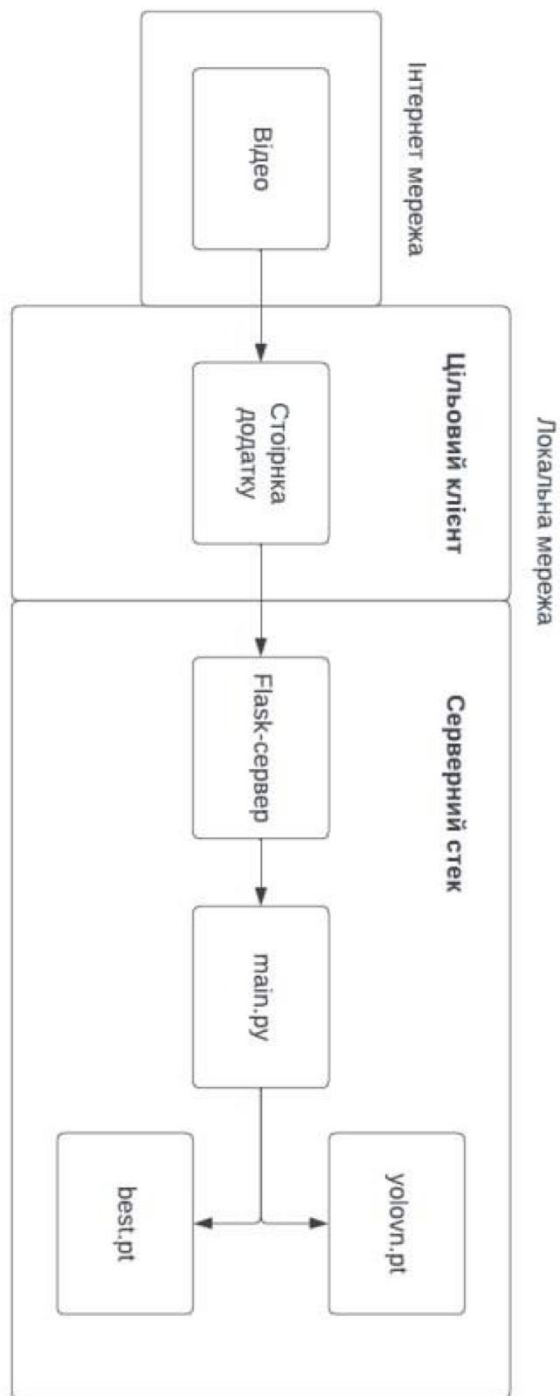 Локальна мережа
Інтернет мережа
Цільовий клієнт
Серверний стек
Відео
Стоірнка
додатку
Flask-сервер
main.py
yolovn.pt
best.pt